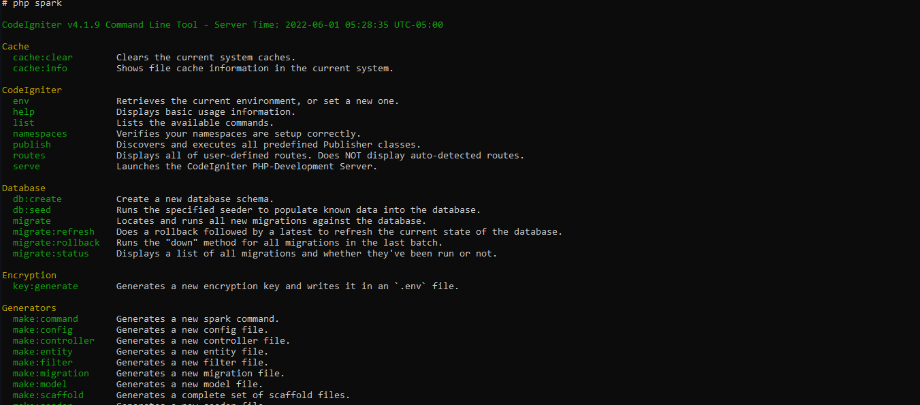 # php spark
CodeIgniter v4.1.9 Command Line Tool - Server Time: 2022-06-01 05:28:35 UTC-05:00
Cache
cache:clear Clears the current system caches.
cache:info Shows file cache information in the current system.
CodeIgniter
env Retrieves the current environment, or set a new one.
help Displays basic usage information.
list Lists the available commands.
namespaces Verifies your namespaces are setup correctly.
publish Discovers and executes all predefined Publisher classes.
routes Displays all of user-defined routes. Does NOT display auto-detected routes.
serve Launches the CodeIgniter PHP-Development Server.
Database
db:create Create a new database schema.
db:seed Runs the specified seeder to populate known data into the database.
migrate Locates and runs all new migrations against the database.
migrate:refresh Does a rollback followed by a latest to refresh the current state of the database.
migrate:rollback Runs the "down" method for all migrations in the last batch.
migrate:status Displays a list of all migrations and whether they've been run or not.
Encryption
key:generate Generates a new encryption key and writes it in an `.env` file.
Generators
make:command Generates a new spark command.
make:config Generates a new config file.
make:controller Generates a new controller file.
make:entity Generates a new entity file.
make:filter Generates a new filter file.
make:migration Generates a new migration file.
make:model Generates a new model file.
make:scaffold Generates a complete set of scaffold files.